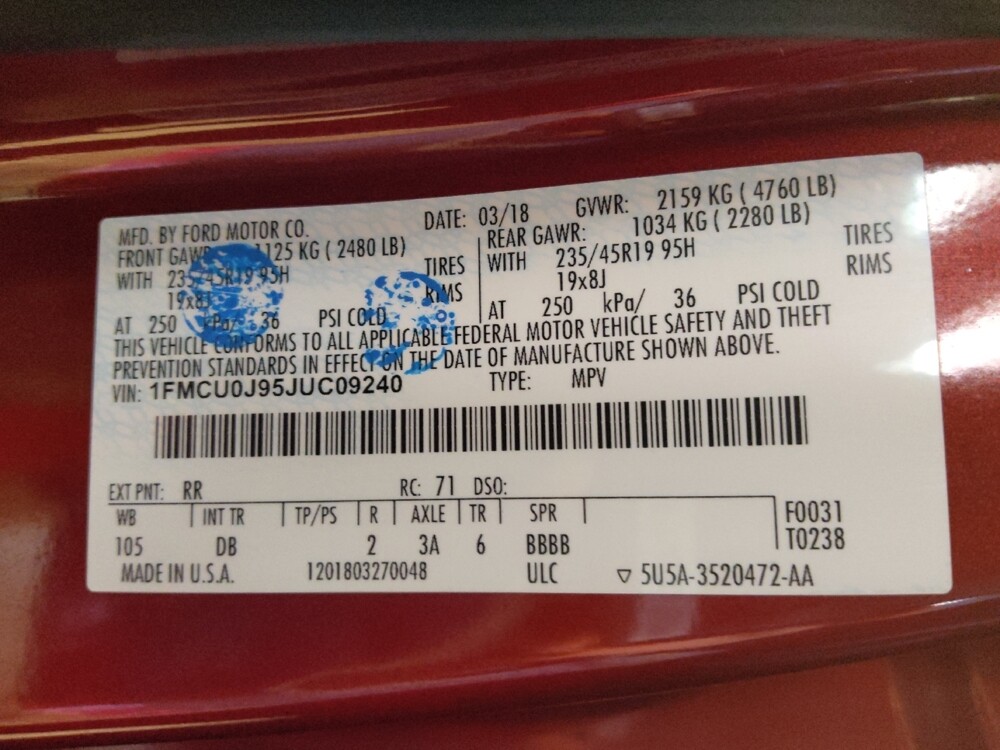 MFD. BY FORD MOTOR CO. DATE: 03/18 GVWR: 2159 KG ( 4760 LB)
FRONT GAWR: 1125 KG ( 2480 LB) REAR GAWR: 1034 KG ( 2280 LB)
WITH 235/45R19 95H TIRES WITH 235/45R19 95H TIRES
19x8J RIMS 19x8J RIMS
AT 250 kPa/ 36 PSI COLD AT 250 kPa/ 36 PSI COLD
THIS VEHICLE CONFORMS TO ALL APPLICABLE FEDERAL MOTOR VEHICLE SAFETY AND THEFT
PREVENTION STANDARDS IN EFFECT ON THE DATE OF MANUFACTURE SHOWN ABOVE.
VIN: 1FMCU0J95JUC09240 TYPE: MPV
EXT PNT: RR RC: 71 DSO:
WB INT TR TP/PS R AXLE TR SPR F0031
105 DB 2 3A 6 BBBB T0238
MADE IN U.S.A. 1201803270048 ULC ▽ 5U5A-3520472-AA